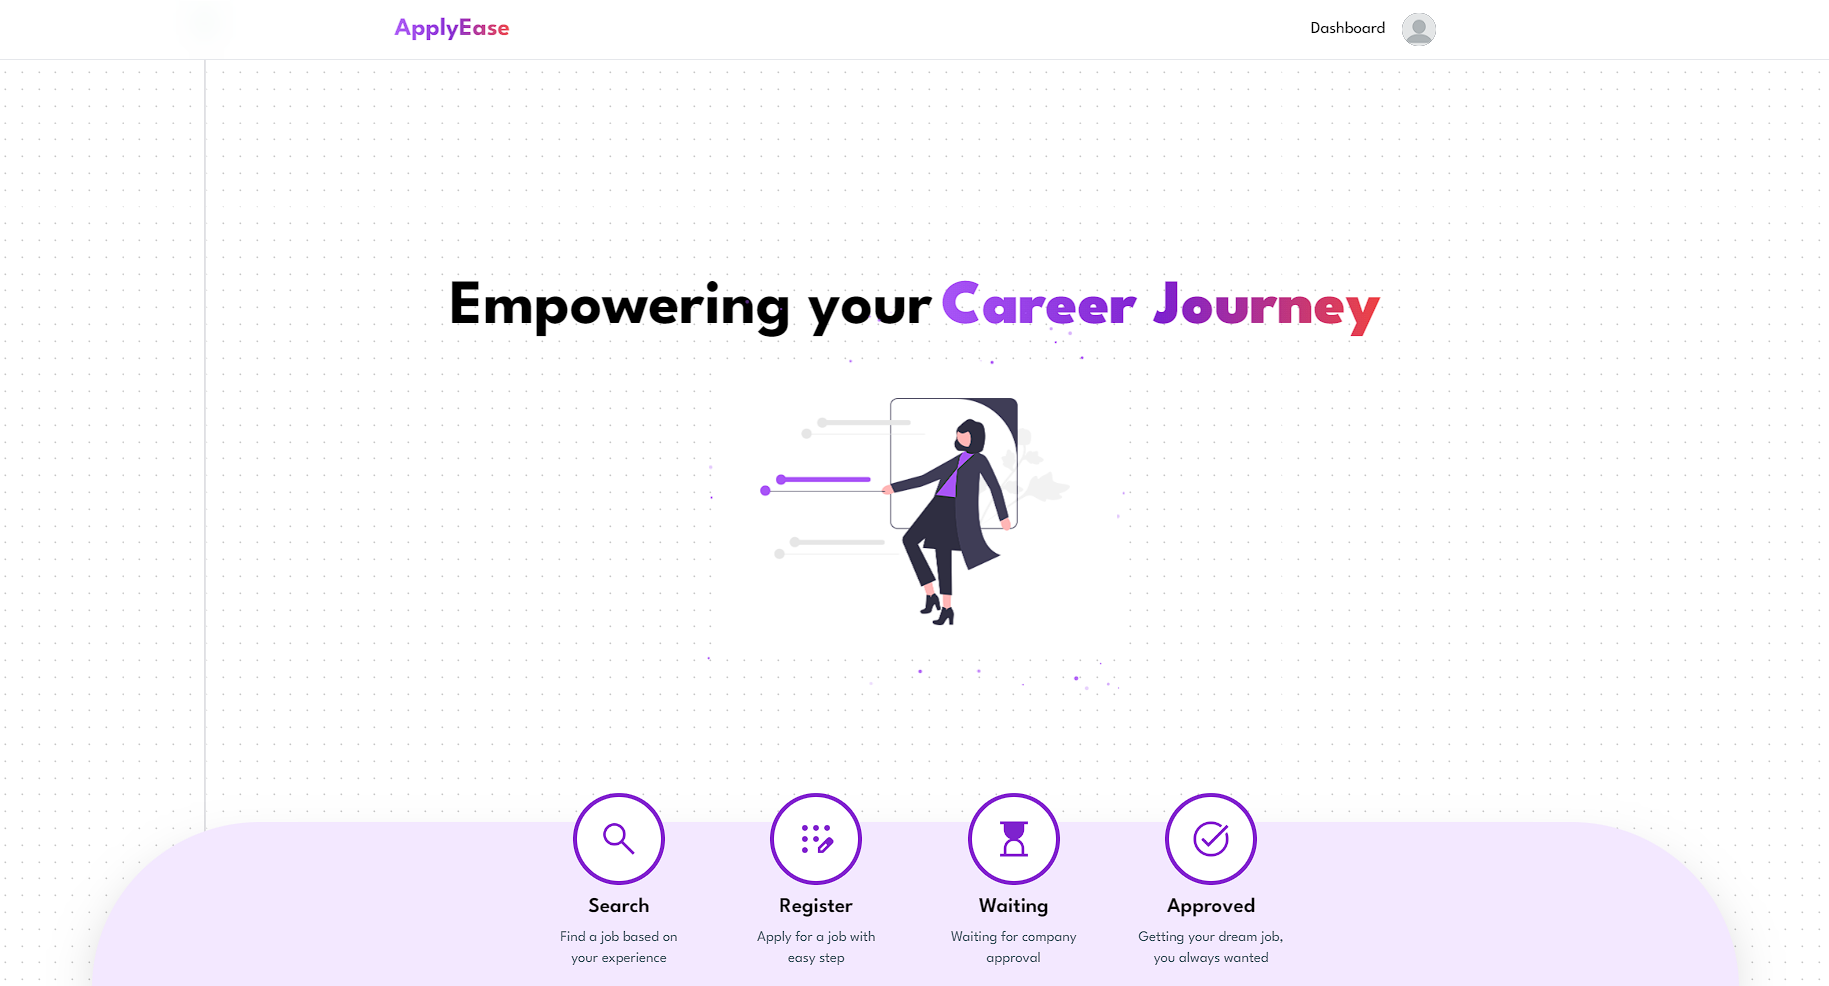 ApplyEase
Dashboard
Empowering your Career Journey
Search
Find a job based on
your experience
Register
Apply for a job with
easy step
Waiting
Waiting for company
approval
Approved
Getting your dream job,
you always wanted